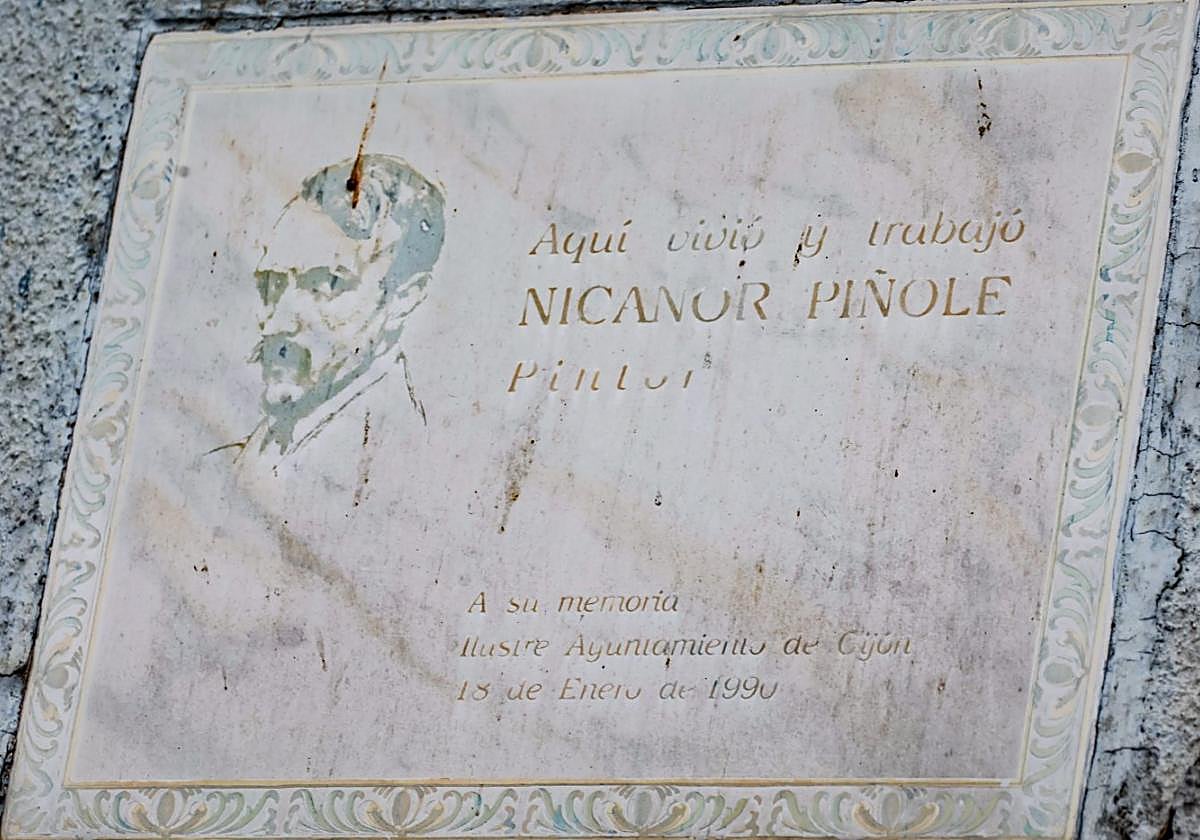 Aquí vivió y trabajó
NICANOR PIÑOLE
Pintor
A su memoria
Ilustre Ayuntamiento de Gijón
18 de Enero de 1990